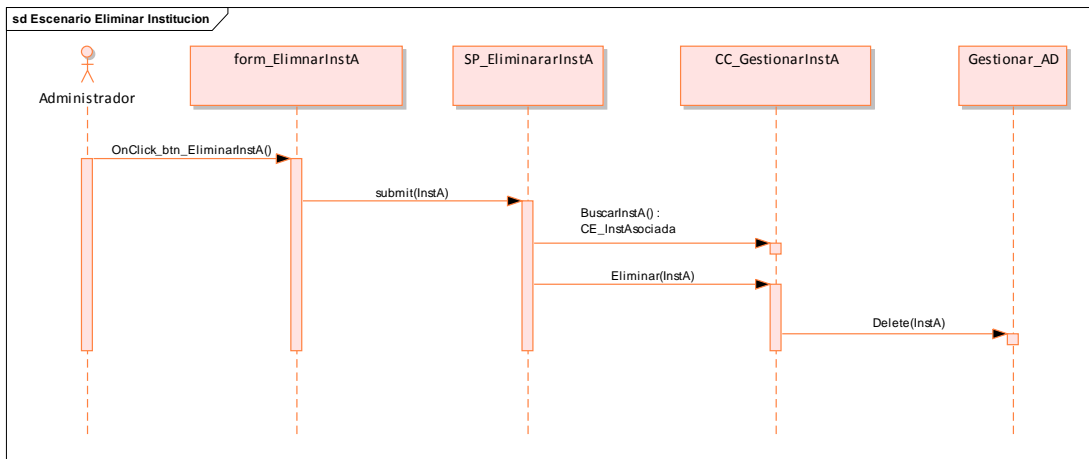 sd Escenario Eliminar Institucion
Administrador
form_ElimnarInstA
SP_EliminararInstA
CC_GestionarInstA
Gestionar_AD
OnClick_btn_EliminarInstA()
submit(InstA)
BuscarInstA() :
CE_InstAsociada
Eliminar(InstA)
Delete(InstA)